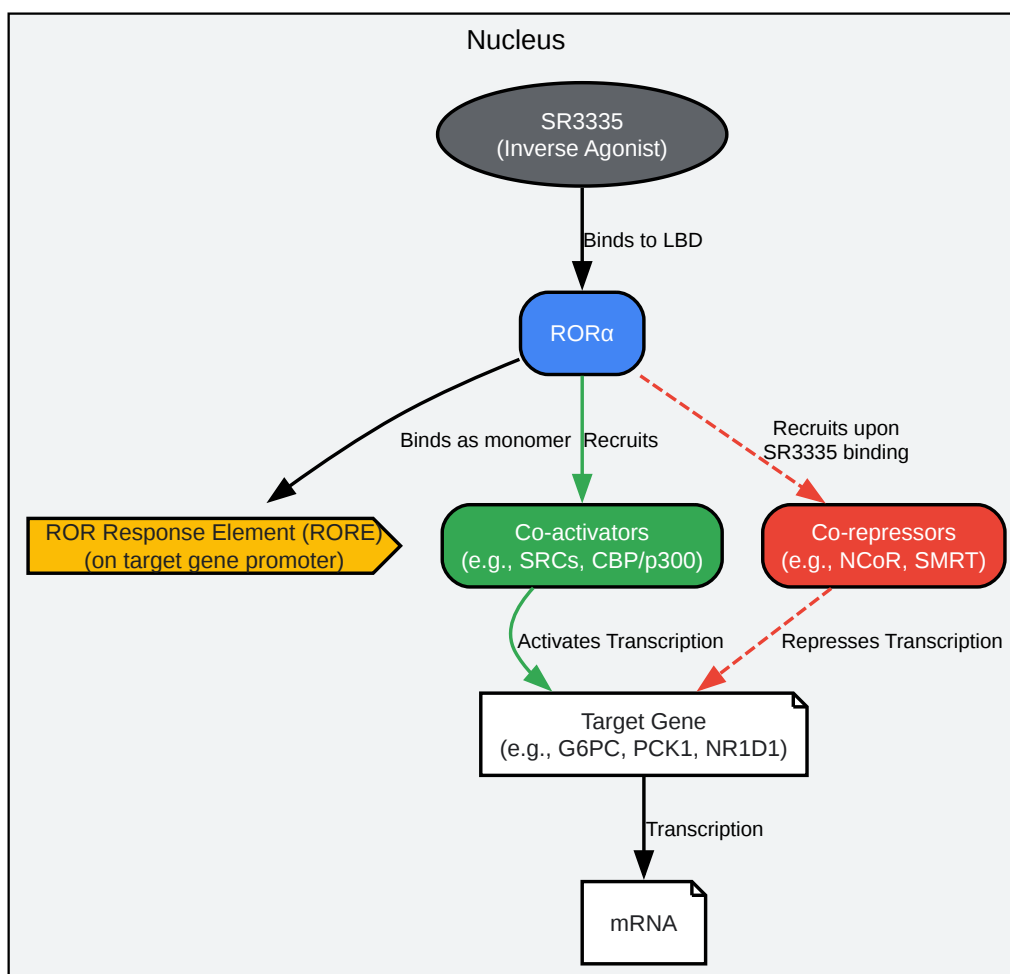 Nucleus
SR3335
(Inverse Agonist)
Binds to LBD
RORα
Binds as monomer
Recruits
Recruits upon
SR3335 binding
ROR Response Element (RORE)
(on target gene promoter)
Co-activators
(e.g., SRCs, CBP/p300)
Co-repressors
(e.g., NCoR, SMRT)
Activates Transcription
Represses Transcription
Target Gene
(e.g., G6PC, PCK1, NR1D1)
Transcription
mRNA